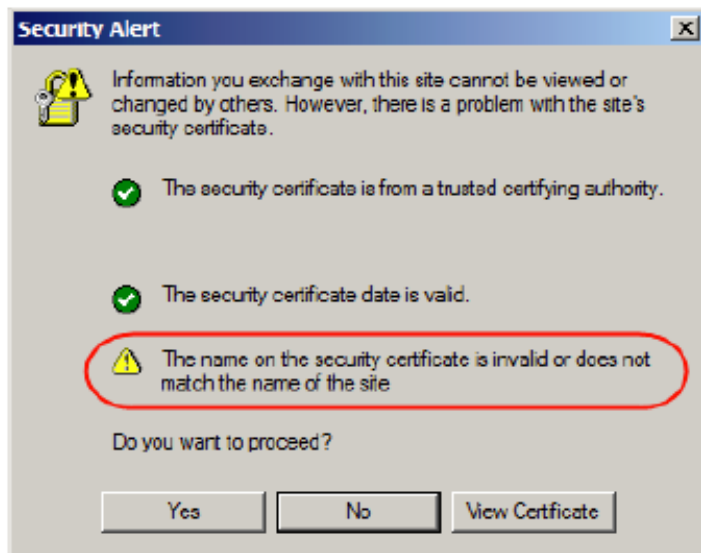 Security Alert
Information you exchange with this site cannot be viewed or
changed by others. However, there is a problem with the site's
security certificate.
The security certificate is from a trusted certifying authority.
The security certificate date is valid.
The name on the security certificate is invalid or does not
match the name of the site
Do you want to proceed?
Yes
No
View Certificate